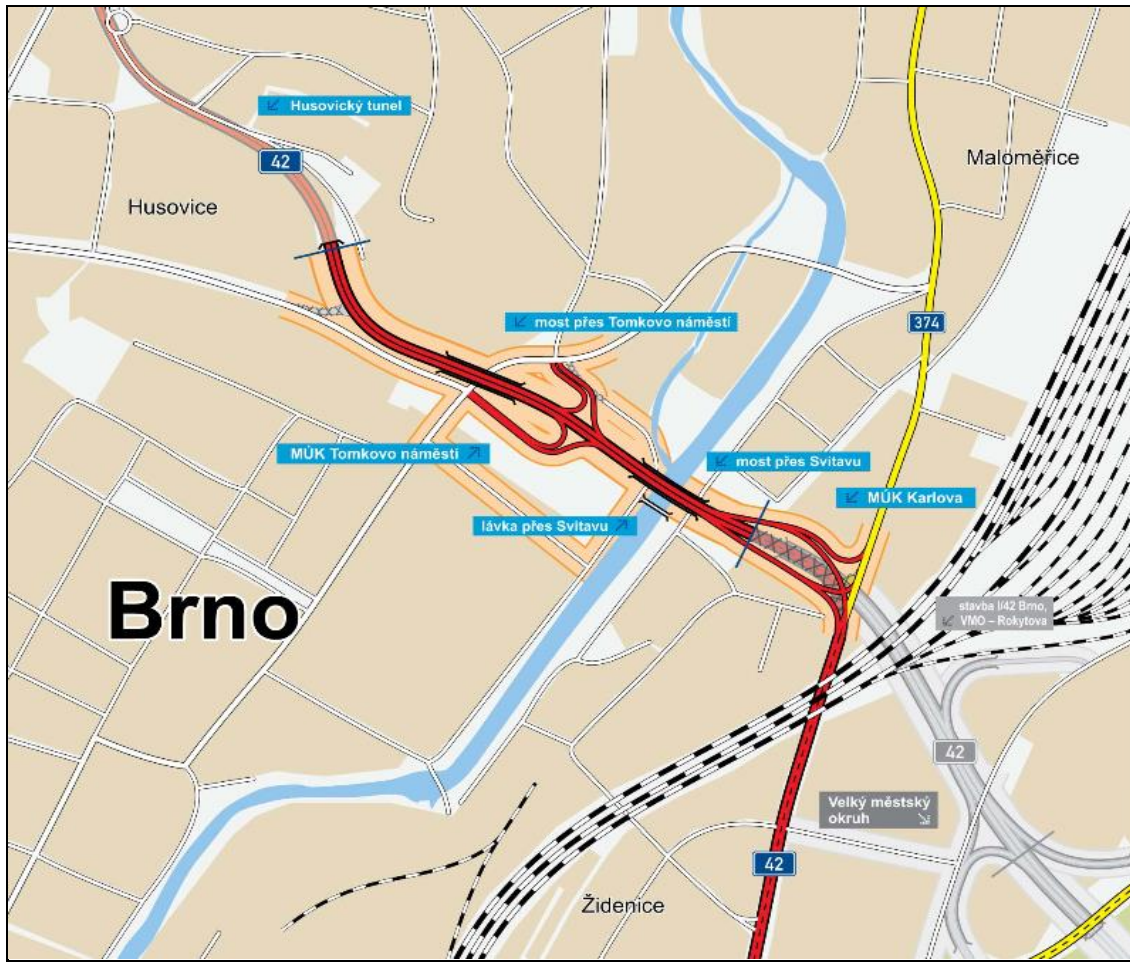 Husovický tunel
42
Maloměřice
Husovice
most přes Tomkovo náměstí
374
MÚK Tomkovo náměstí
most přes Svitavu
MÚK Karlova
lávka přes Svitavu
Brno
stavba I/42 Brno,
VMO – Rokytova
42
Velký městský
okruh
42
Židenice